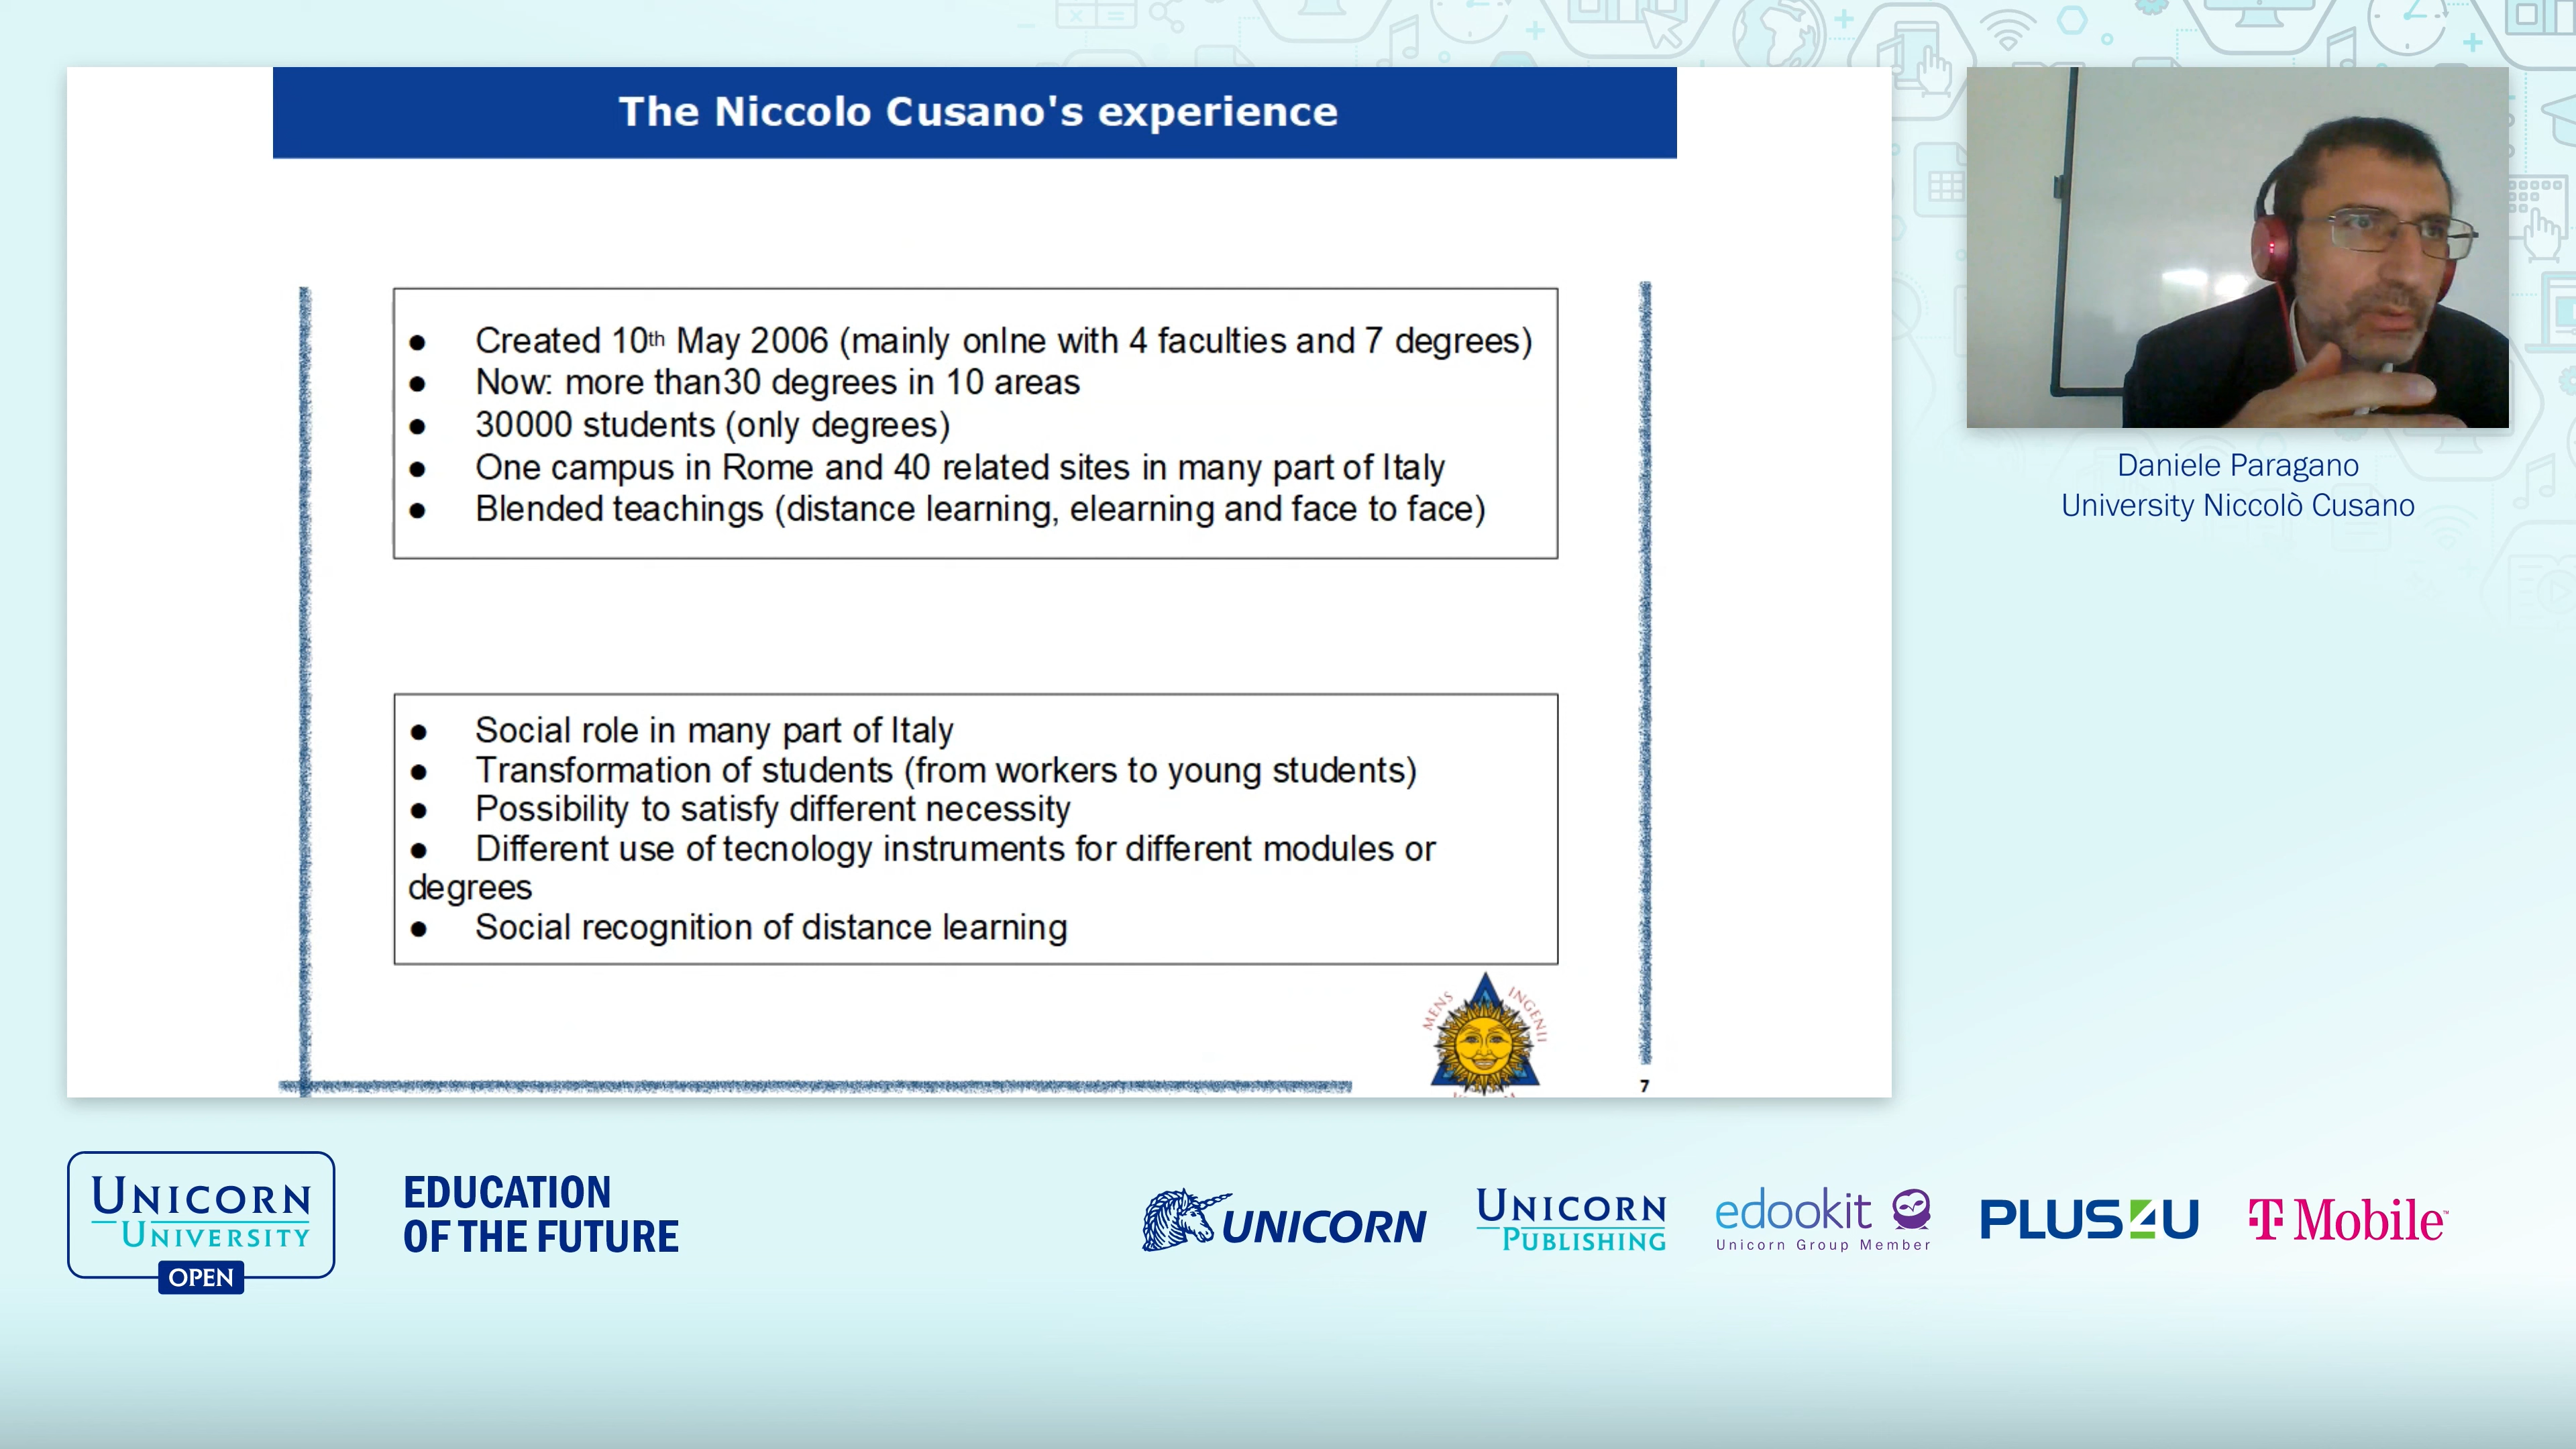 The Niccolo Cusano's experience
● Created 10th May 2006 (mainly onlne with 4 faculties and 7 degrees)
● Now: more than30 degrees in 10 areas
● 30000 students (only degrees)
● One campus in Rome and 40 related sites in many part of Italy
● Blended teachings (distance learning, elearning and face to face)
● Social role in many part of Italy
● Transformation of students (from workers to young students)
● Possibility to satisfy different necessity
● Different use of tecnology instruments for different modules or
degrees
● Social recognition of distance learning
MENS INGENII
7
Daniele Paragano
University Niccolò Cusano
UNICORN
UNIVERSITY
OPEN
EDUCATION
OF THE FUTURE
UNICORN
UNICORN
PUBLISHING
edookit
Unicorn Group Member
PLUS4U
T Mobile™